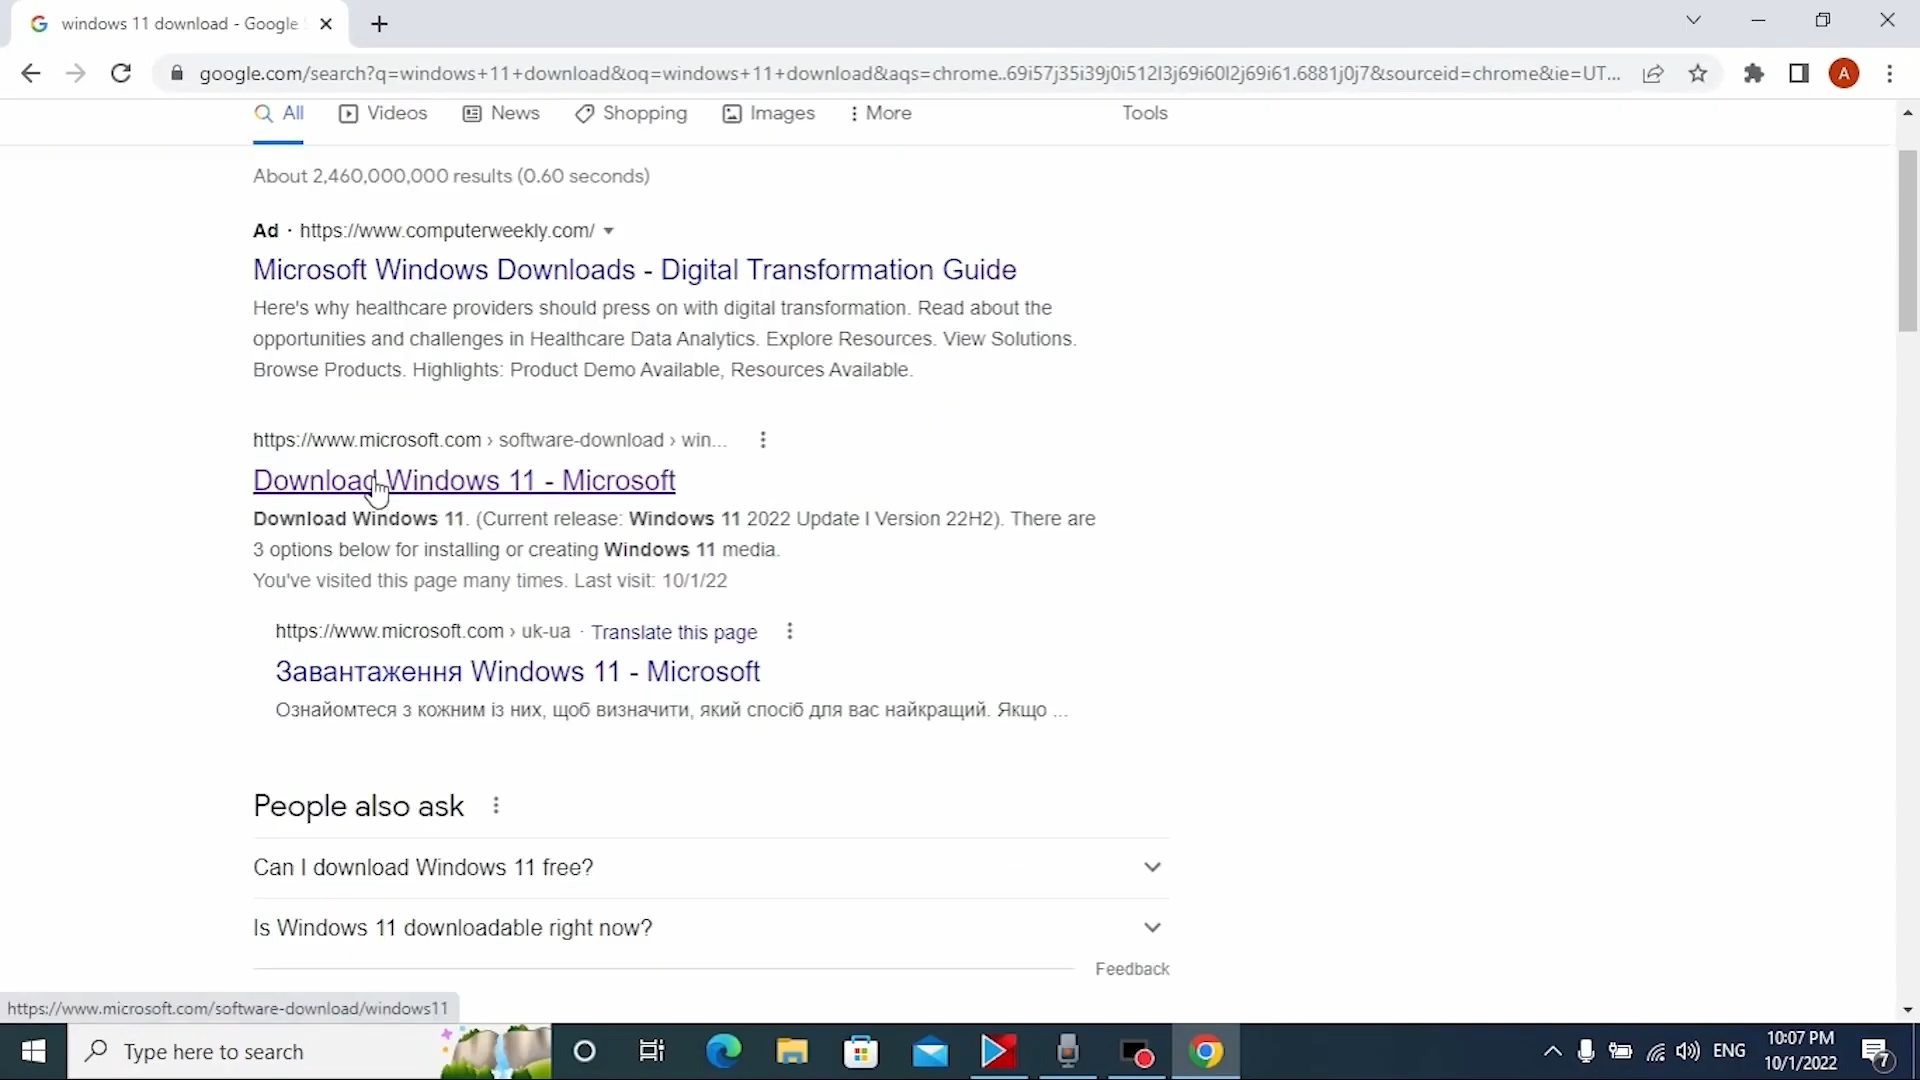 windows 11 download - Google
google.com/search?q=windows+11+download&oq=windows+11+download&aqs=chrome..69i57j35i39j0i512l3j69i60l2j69i61.6881j0j7&sourceid=chrome&ie=UT...
A
All Videos News Shopping Images More Tools
About 2,460,000,000 results (0.60 seconds)
Ad · https://www.computerweekly.com/
Microsoft Windows Downloads - Digital Transformation Guide
Here's why healthcare providers should press on with digital transformation. Read about the
opportunities and challenges in Healthcare Data Analytics. Explore Resources. View Solutions.
Browse Products. Highlights: Product Demo Available, Resources Available.
https://www.microsoft.com › software-download › win...
Download Windows 11 - Microsoft
Download Windows 11. (Current release: Windows 11 2022 Update l Version 22H2). There are
3 options below for installing or creating Windows 11 media.
You've visited this page many times. Last visit: 10/1/22
https://www.microsoft.com › uk-ua · Translate this page
Завантаження Windows 11 - Microsoft
Ознайомтеся з кожним із них, щоб визначити, який спосіб для вас найкращий. Якщо ...
People also ask
Can I download Windows 11 free?
Is Windows 11 downloadable right now?
Feedback
https://www.microsoft.com/software-download/windows11
Type here to search
ENG
10:07 PM
10/1/2022
7